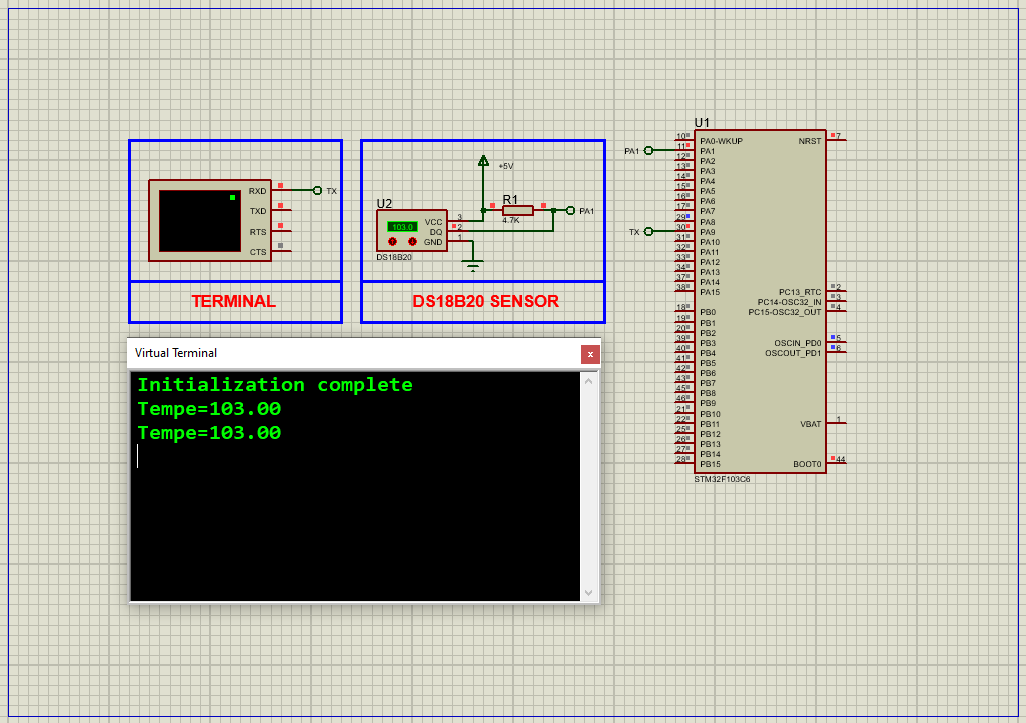 U1
10
PA0-WKUP
NRST
7
PA1
11
PA1
12
PA2
13
PA3
14
PA4
15
PA5
16
PA6
17
PA7
29
PA8
TX
30
PA9
31
PA10
32
PA11
33
PA12
34
PA13
37
PA14
38
PA15
PC13_RTC
2
PC14-OSC32_IN
3
PC15-OSC32_OUT
4
18
PB0
19
PB1
20
PB2
39
PB3
OSCIN_PD0
5
40
PB4
OSCOUT_PD1
6
41
PB5
42
PB6
43
PB7
45
PB8
46
PB9
21
PB10
22
PB11
VBAT
1
25
PB12
26
PB13
27
PB14
28
PB15
BOOT0
44
STM32F103C6
RXD
TX
TXD
RTS
CTS
TERMINAL
+5V
U2
R1
4.7K
PA1
103.0
VCC
3
DQ
2
GND
1
DS18B20
DS18B20 SENSOR
Virtual Terminal
x
Initialization complete
Tempe=103.00
Tempe=103.00